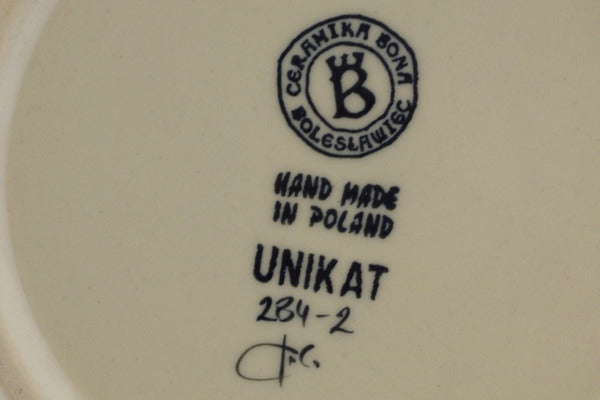 CERAMIKA BONA
B
BOLESŁAWIEC
HAND MADE
IN POLAND
UNIKAT
284-2